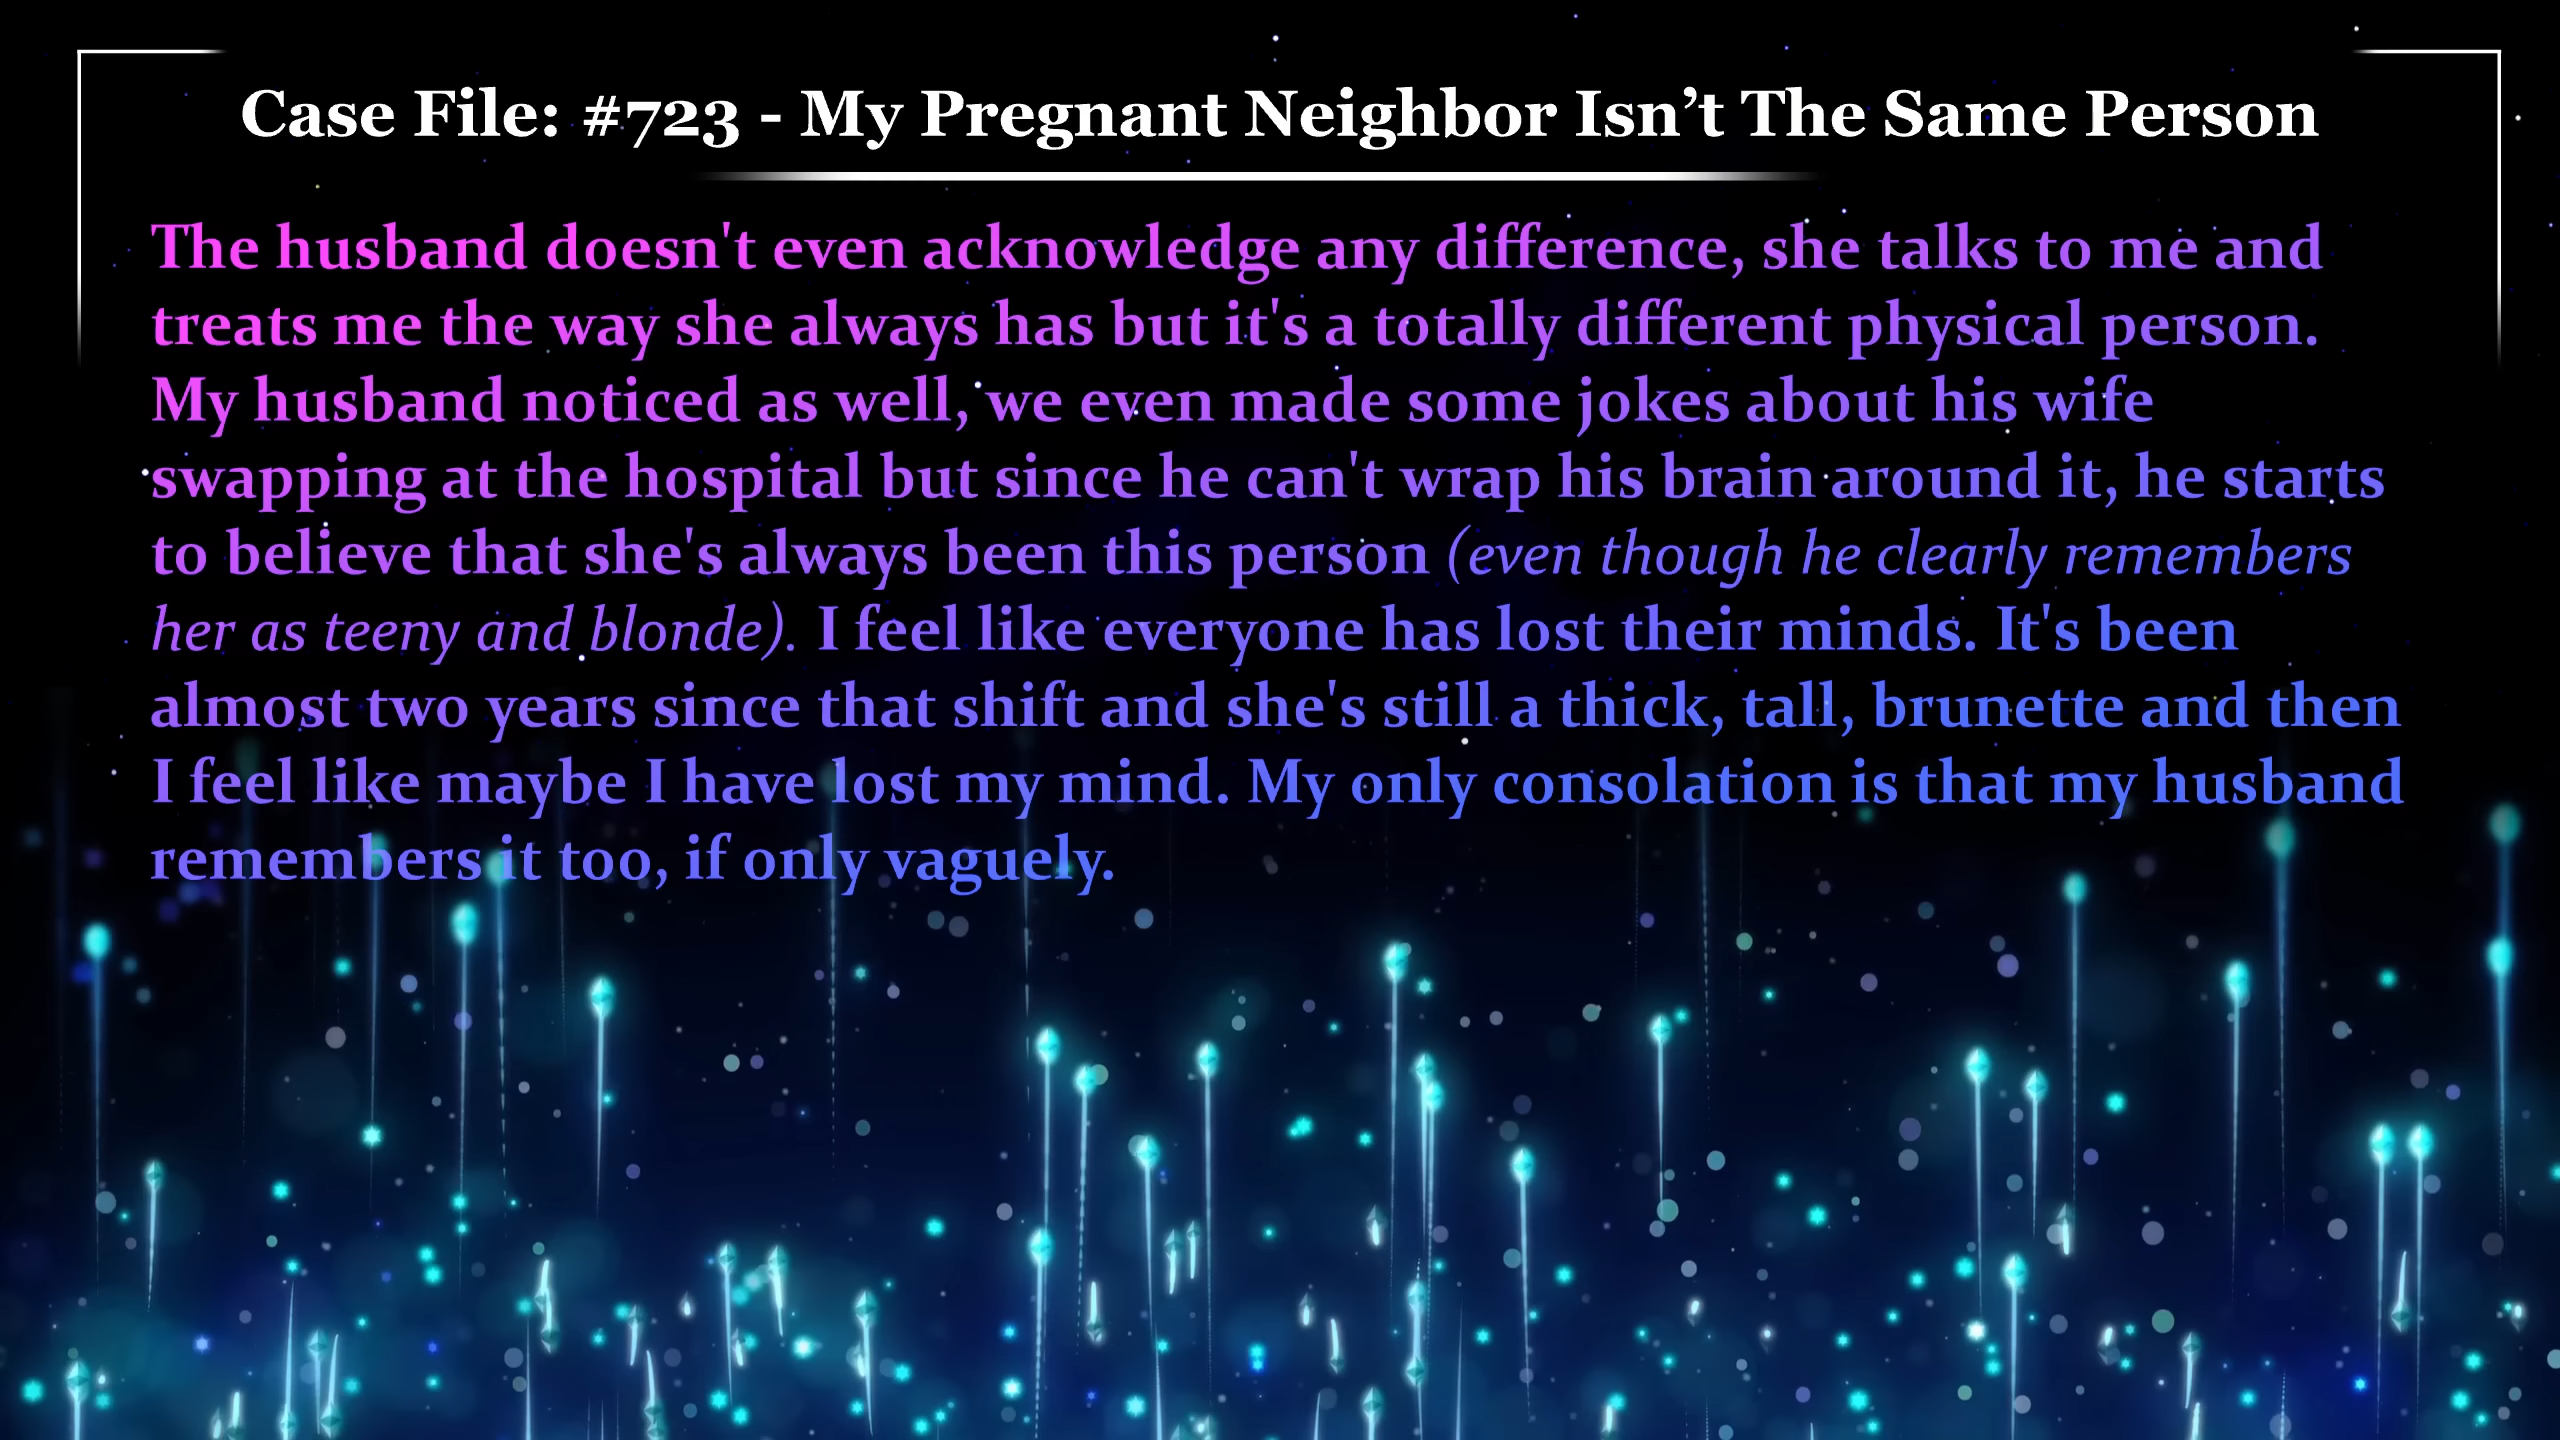 Case File: #723 - My Pregnant Neighbor Isn’t The Same Person
The husband doesn't even acknowledge any difference, she talks to me and
treats me the way she always has but it's a totally different physical person.
My husband noticed as well, we even made some jokes about his wife
swapping at the hospital but since he can't wrap his brain around it, he starts
to believe that she's always been this person (even though he clearly remembers
her as teeny and blonde). I feel like everyone has lost their minds. It's been
almost two years since that shift and she's still a thick, tall, brunette and then
I feel like maybe I have lost my mind. My only consolation is that my husband
remembers it too, if only vaguely.